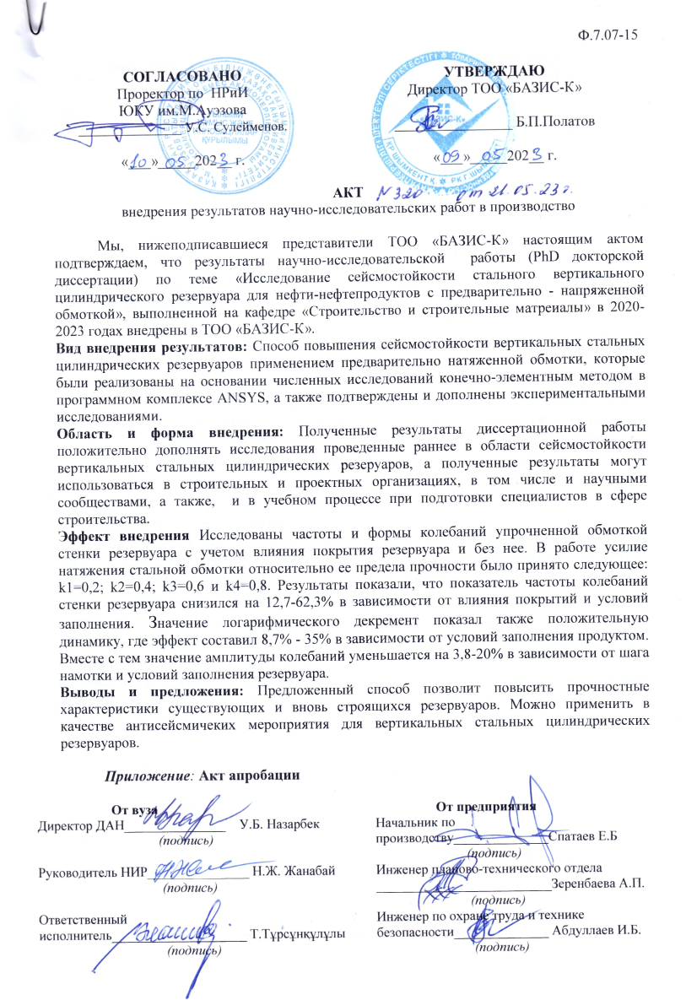 Ф.7.07-15
СОГЛАСОВАНО
Проректор по НРиИ
ЮКУ им.М.Ауэзова
У.С. Сулейменов.
«10» 05 2023 г.
УТВЕРЖДАЮ
Директор ТОО «БАЗИС-К»
Б.П.Полатов
«09» 05 2023 г.
АКТ N320 от 21.05.23г.
внедрения результатов научно-исследовательских работ в производство
Мы, нижеподписавшиеся представители ТОО «БАЗИС-К» настоящим актом
подтверждаем, что результаты научно-исследовательской работы (PhD докторской
диссертации) по теме «Исследование сейсмостойкости стального вертикального
цилиндрического резервуара для нефти-нефтепродуктов с предварительно - напряженной
обмоткой», выполненной на кафедре «Строительство и строительные матреиалы» в 2020-
2023 годах внедрены в ТОО «БАЗИС-К».
Вид внедрения результатов: Способ повышения сейсмостойкости вертикальных стальных
цилиндрических резервуаров применением предварительно натяженной обмотки, которые
были реализованы на основании численных исследований конечно-элементным методом в
программном комплексе ANSYS, а также подтверждены и дополнены экспериментальными
исследованиями.
Область и форма внедрения: Полученные результаты диссертационной работы
положительно дополнять исследования проведенные раннее в области сейсмостойкости
вертикальных стальных цилиндрических резеруаров, а полученные результаты могут
использоваться в строительных и проектных организациях, в том числе и научными
сообществами, а также, и в учебном процессе при подготовки специалистов в сфере
строительства.
Эффект внедрения Исследованы частоты и формы колебаний упрочненной обмоткой
стенки резервуара с учетом влияния покрытия резервуара и без нее. В работе усилие
натяжения стальной обмотки относительно ее предела прочности было принято следующее:
k1=0,2; k2=0,4; k3=0,6 и k4=0,8. Результаты показали, что показатель частоты колебаний
стенки резервуара снизился на 12,7-62,3% в зависимости от влияния покрытий и условий
заполнения. Значение логарифмического декремент показал также положительную
динамику, где эффект составил 8,7% - 35% в зависимости от условий заполнения продуктом.
Вместе с тем значение амплитуды колебаний уменьшается на 3,8-20% в зависимости от шага
намотки и условий заполнения резервуара.
Выводы и предложения: Предложенный способ позволит повысить прочностные
характеристики существующих и вновь строящихся резервуаров. Можно применить в
качестве антисейсмичеких мероприятия для вертикальных стальных цилиндрических
резервуаров.
Приложение: Акт апробации
От вуза
Директор ДАН У.Б. Назарбек
(подпись)
Руководитель НИР Н.Ж. Жанабай
(подпись)
Ответственный
исполнитель Т.Тұрсұнқұлұлы
(подпись)
От предприятия
Начальник по
производству Спатаев Е.Б
(подпись)
Инженер планово-технического отдела
Зеренбаева А.П.
(подпись)
Инженер по охране труда и технике
безопасности Абдуллаев И.Б.
(подпись)